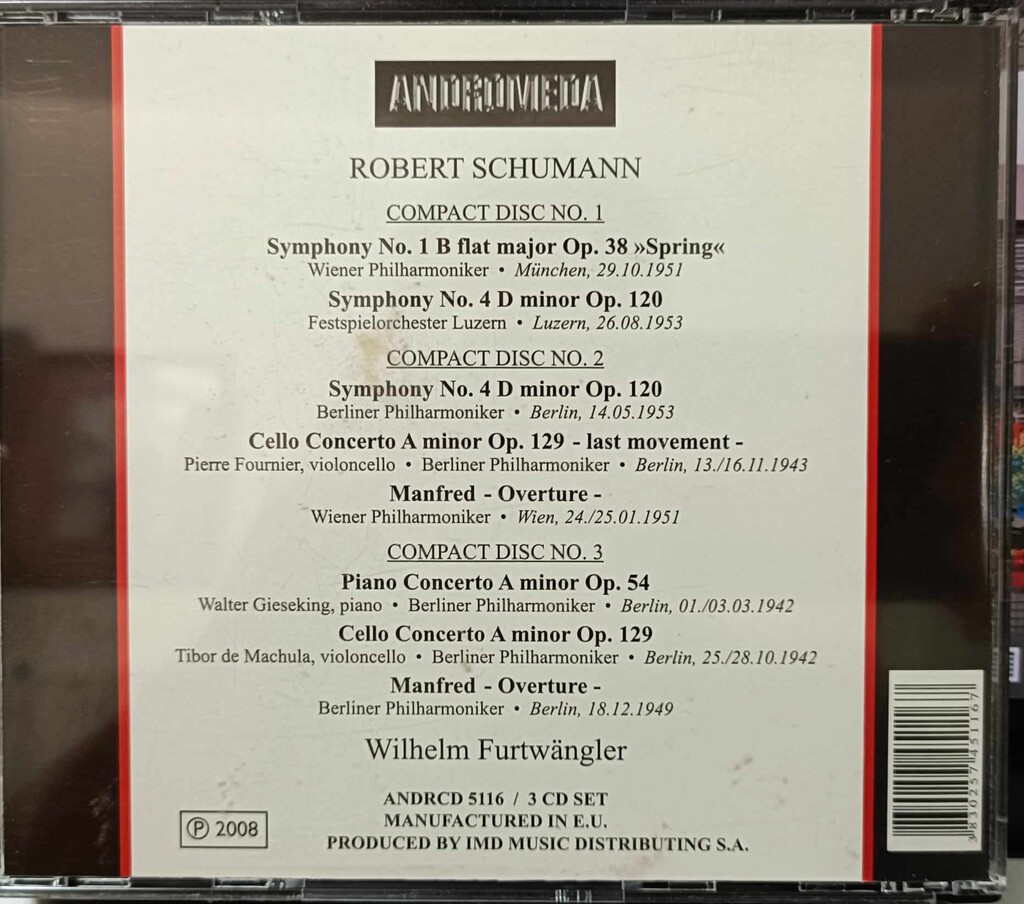 ANDROMEDA
ROBERT SCHUMANN
COMPACT DISC NO. 1
Symphony No. 1 B flat major Op. 38 »Spring«
Wiener Philharmoniker • München, 29.10.1951
Symphony No. 4 D minor Op. 120
Festspielorchester Luzern • Luzern, 26.08.1953
COMPACT DISC NO. 2
Symphony No. 4 D minor Op. 120
Berliner Philharmoniker • Berlin, 14.05.1953
Cello Concerto A minor Op. 129 - last movement -
Pierre Fournier, violoncello • Berliner Philharmoniker • Berlin, 13./16.11.1943
Manfred - Overture -
Wiener Philharmoniker • Wien, 24./25.01.1951
COMPACT DISC NO. 3
Piano Concerto A minor Op. 54
Walter Gieseking, piano • Berliner Philharmoniker • Berlin, 01./03.03.1942
Cello Concerto A minor Op. 129
Tibor de Machula, violoncello • Berliner Philharmoniker • Berlin, 25./28.10.1942
Manfred - Overture -
Berliner Philharmoniker • Berlin, 18.12.1949
Wilhelm Furtwängler
ANDRCD 5116 / 3 CD SET
MANUFACTURED IN E.U.
PRODUCED BY IMD MUSIC DISTRIBUTING S.A.
℗ 2008
3830257451167